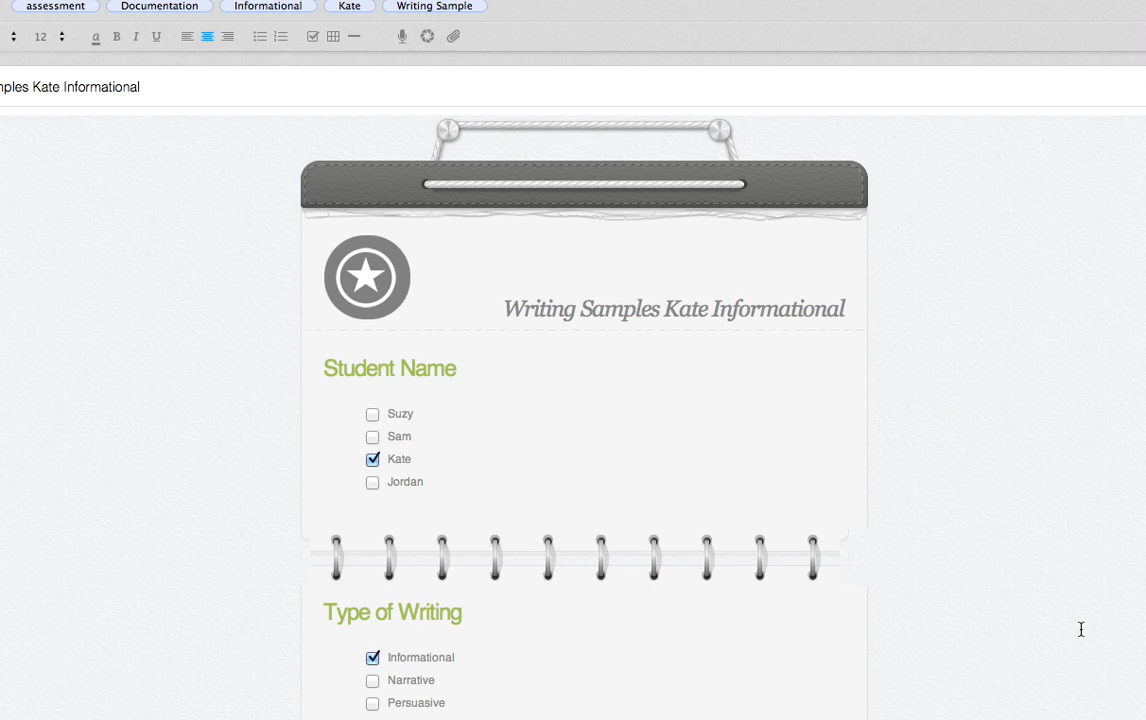 assessment Documentation Informational Kate Writing Sample
12 a B I U
Kate Informational
Writing Samples Kate Informational
Student Name
Suzy
Sam
Kate
Jordan
Type of Writing
Informational
Narrative
Persuasive